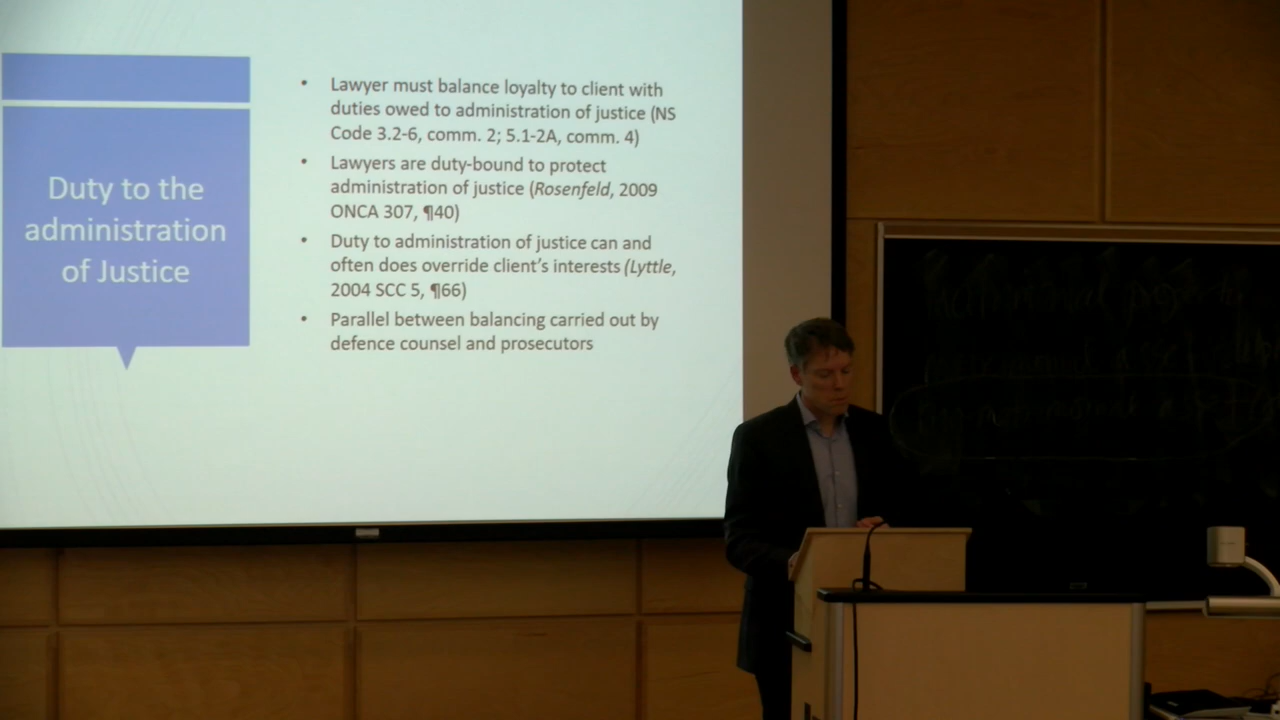 Duty to the
administration
of Justice
• Lawyer must balance loyalty to client with
duties owed to administration of justice (NS
Code 3.2-6, comm. 2; 5.1-2A, comm. 4)
• Lawyers are duty-bound to protect
administration of justice (Rosenfeld, 2009
ONCA 307, ¶40)
• Duty to administration of justice can and
often does override client's interests (Lyttle,
2004 SCC 5, ¶66)
• Parallel between balancing carried out by
defence counsel and prosecutors